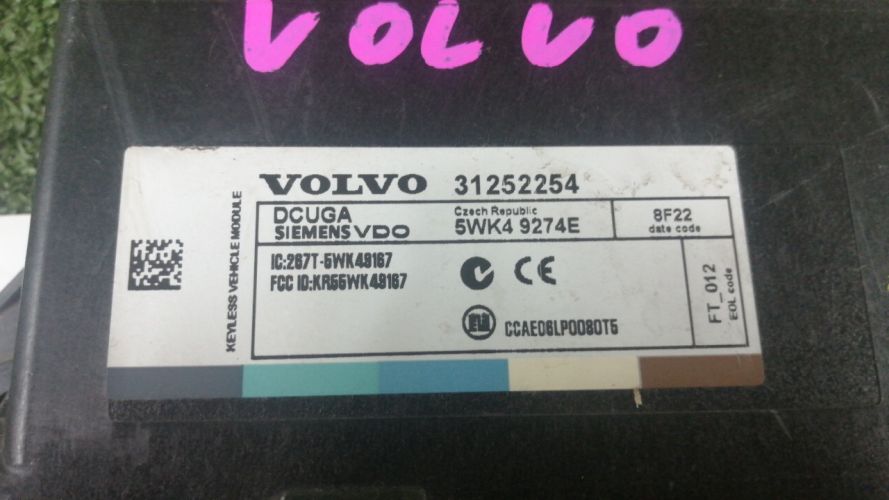 VOLVO
VOLVO 31252254
DCUGA
SIEMENS VDO
Czech Republic
5WK4 9274E
8F22
date code
IC:267T-5WK49167
FCC ID:KR55WK49167
CE
CCAE06LP0080T5
FT_012
EOL code
KEYLESS VEHICLE MODULE